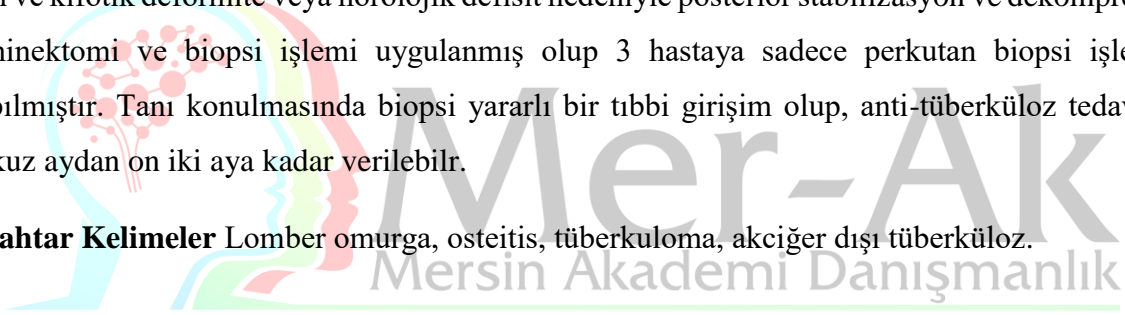 ve kifotik deformite veya nörolojik defisit nedeniyle posterior stabilizasyon ve dekompre
minektomi ve biopsi işlemi uygulanmış olup 3 hastaya sadece perkutan biopsi işle
pılmıştır. Tanı konulmasında biopsi yararlı bir tıbbi girişim olup, anti-tüberküloz tedav
kuz aydan on iki aya kadar verilebilr.
Mer-Ak
ahtar Kelimeler Lomber omurga, osteitis, tüberkuloma, akciğer dışı tüberküloz.
Mersin Akademi Danışmanlık